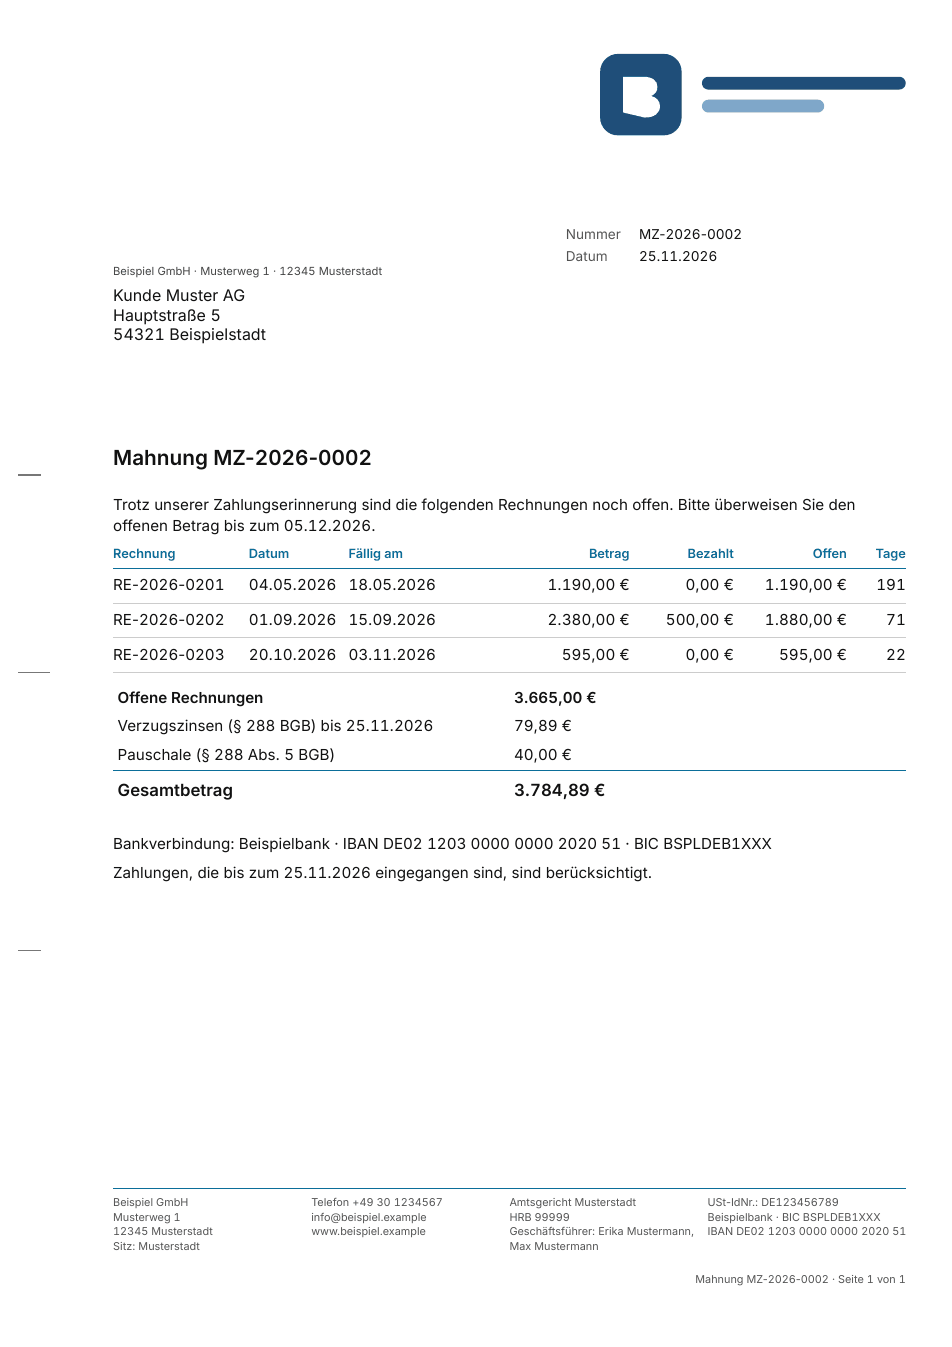 B
Nummer MZ-2026-0002
Datum 25.11.2026
Beispiel GmbH · Musterweg 1 · 12345 Musterstadt
Kunde Muster AG
Hauptstraße 5
54321 Beispielstadt
Mahnung MZ-2026-0002
Trotz unserer Zahlungserinnerung sind die folgenden Rechnungen noch offen. Bitte überweisen Sie den
offenen Betrag bis zum 05.12.2026.
Rechnung Datum Fällig am Betrag Bezahlt Offen Tage
RE-2026-0201 04.05.2026 18.05.2026 1.190,00 € 0,00 € 1.190,00 € 191
RE-2026-0202 01.09.2026 15.09.2026 2.380,00 € 500,00 € 1.880,00 € 71
RE-2026-0203 20.10.2026 03.11.2026 595,00 € 0,00 € 595,00 € 22
Offene Rechnungen 3.665,00 €
Verzugszinsen (§ 288 BGB) bis 25.11.2026 79,89 €
Pauschale (§ 288 Abs. 5 BGB) 40,00 €
Gesamtbetrag 3.784,89 €
Bankverbindung: Beispielbank · IBAN DE02 1203 0000 0000 2020 51 · BIC BSPLDEB1XXX
Zahlungen, die bis zum 25.11.2026 eingegangen sind, sind berücksichtigt.
Beispiel GmbH Telefon +49 30 1234567 Amtsgericht Musterstadt USt-IdNr.: DE123456789
Musterweg 1 info@beispiel.example HRB 99999 Beispielbank · BIC BSPLDEB1XXX
12345 Musterstadt www.beispiel.example Geschäftsführer: Erika Mustermann, IBAN DE02 1203 0000 0000 2020 51
Sitz: Musterstadt Max Mustermann
Mahnung MZ-2026-0002 · Seite 1 von 1